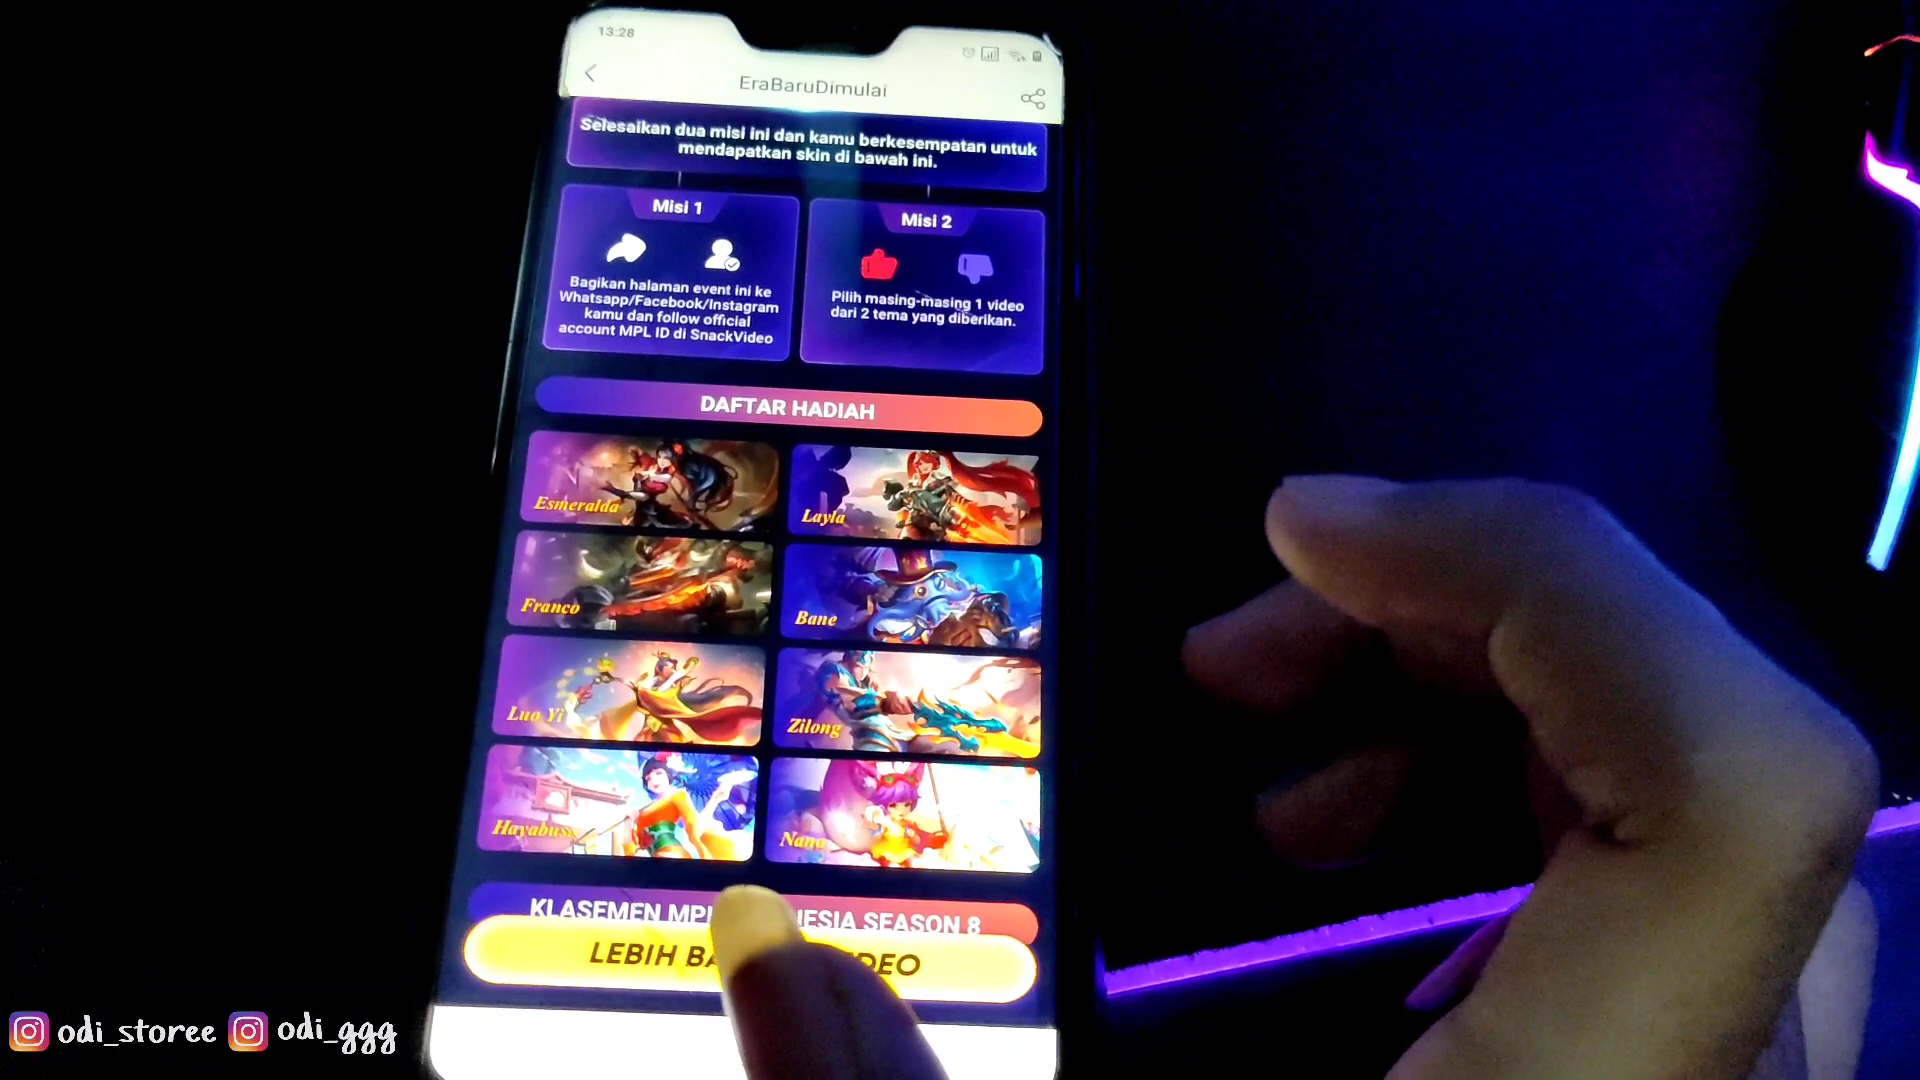 13:28
EraBaruDimulai
Selesaikan dua misi ini dan kamu berkesempatan untuk
mendapatkan skin di bawah ini.
Misi 1
Bagikan halaman event ini ke
Whatsapp/Facebook/Instagram
kamu dan follow official
account MPL ID di SnackVideo
Misi 2
Pilih masing-masing 1 video
dari 2 tema yang diberikan.
DAFTAR HADIAH
Esmeralda
Layla
Franco
Bane
Luo Yi
Zilong
Hayabusa
Nana
KLASEMEN MPL SEASON 8
LEBIH
odi_storee odi_ggg